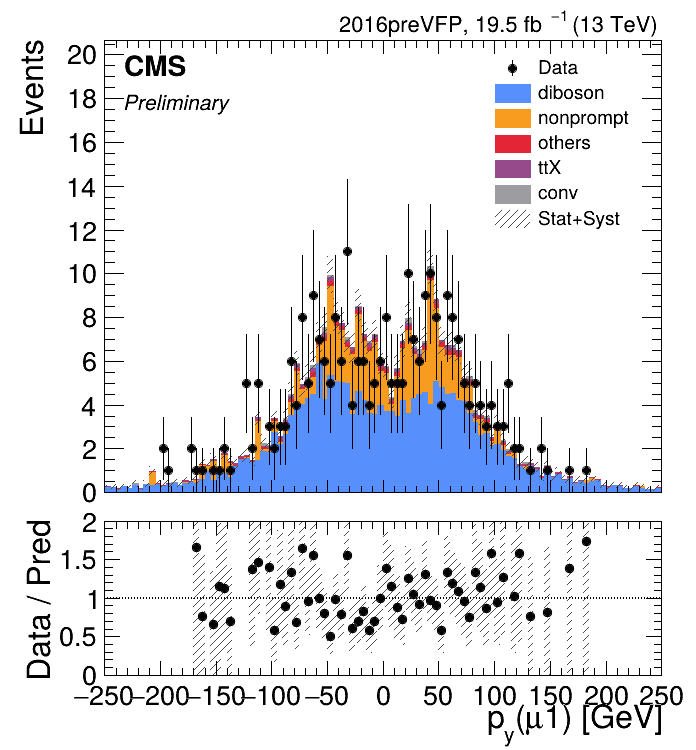 2016preVFP, 19.5 fb⁻¹ (13 TeV)
CMS
Preliminary
Data
diboson
nonprompt
others
ttX
conv
Stat+Syst
Events
20
18
16
14
12
10
8
6
4
2
0
Data / Pred
2
1.5
1
0.5
0
−250 −200 −150 −100 −50 0 50 100 150 200 250
p_y(μ1) [GeV]